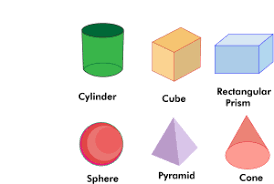 Cylinder
Cube
Rectangular
Prism
Sphere
Pyramid
Cone